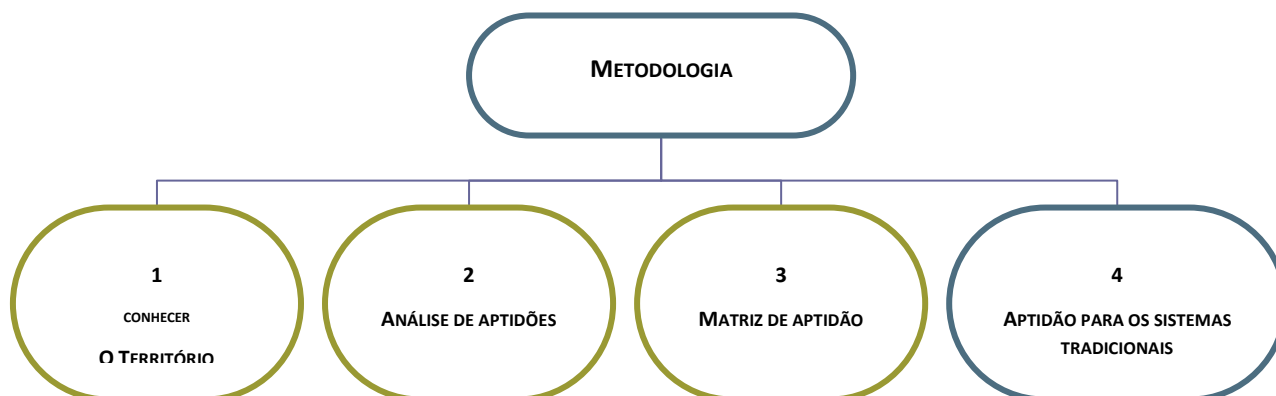 METODOLOGIA
1
CONHECER
O TERRITÓRIO
2
ANÁLISE DE APTIDÕES
3
MATRIZ DE APTIDÃO
4
APTIDÃO PARA OS SISTEMAS
TRADICIONAIS